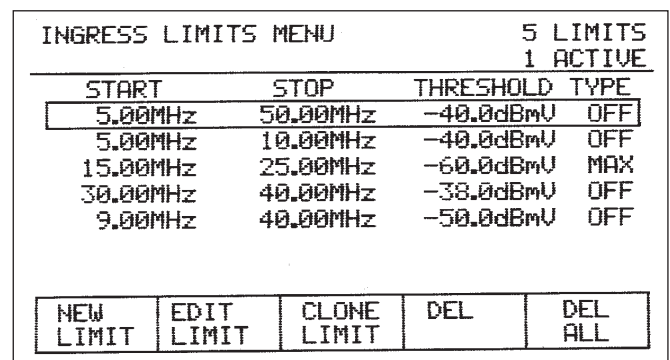 INGRESS LIMITS MENU 5 LIMITS
1 ACTIVE
START STOP THRESHOLD TYPE
5.00MHz 50.00MHz -40.0dBmV OFF
5.00MHz 10.00MHz -40.0dBmV OFF
15.00MHz 25.00MHz -60.0dBmV MAX
30.00MHz 40.00MHz -38.0dBmV OFF
9.00MHz 40.00MHz -50.0dBmV OFF
NEW EDIT CLONE DEL DEL
LIMIT LIMIT LIMIT ALL